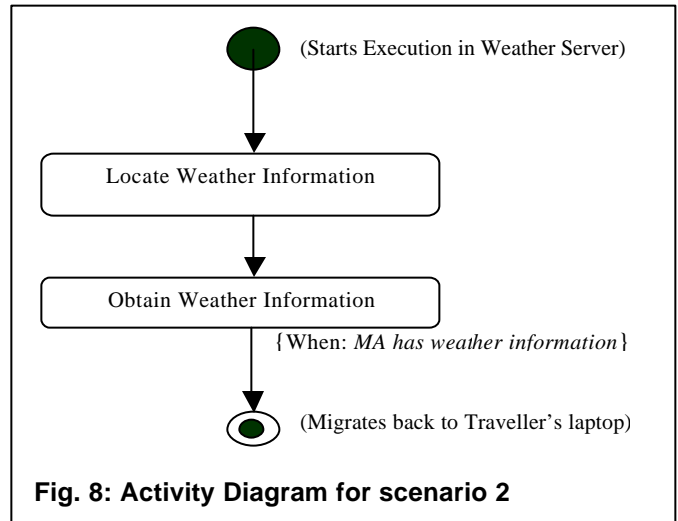 (Starts Execution in Weather Server)
Locate Weather Information
Obtain Weather Information
{When: MA has weather information}
(Migrates back to Traveller's laptop)
Fig. 8: Activity Diagram for scenario 2